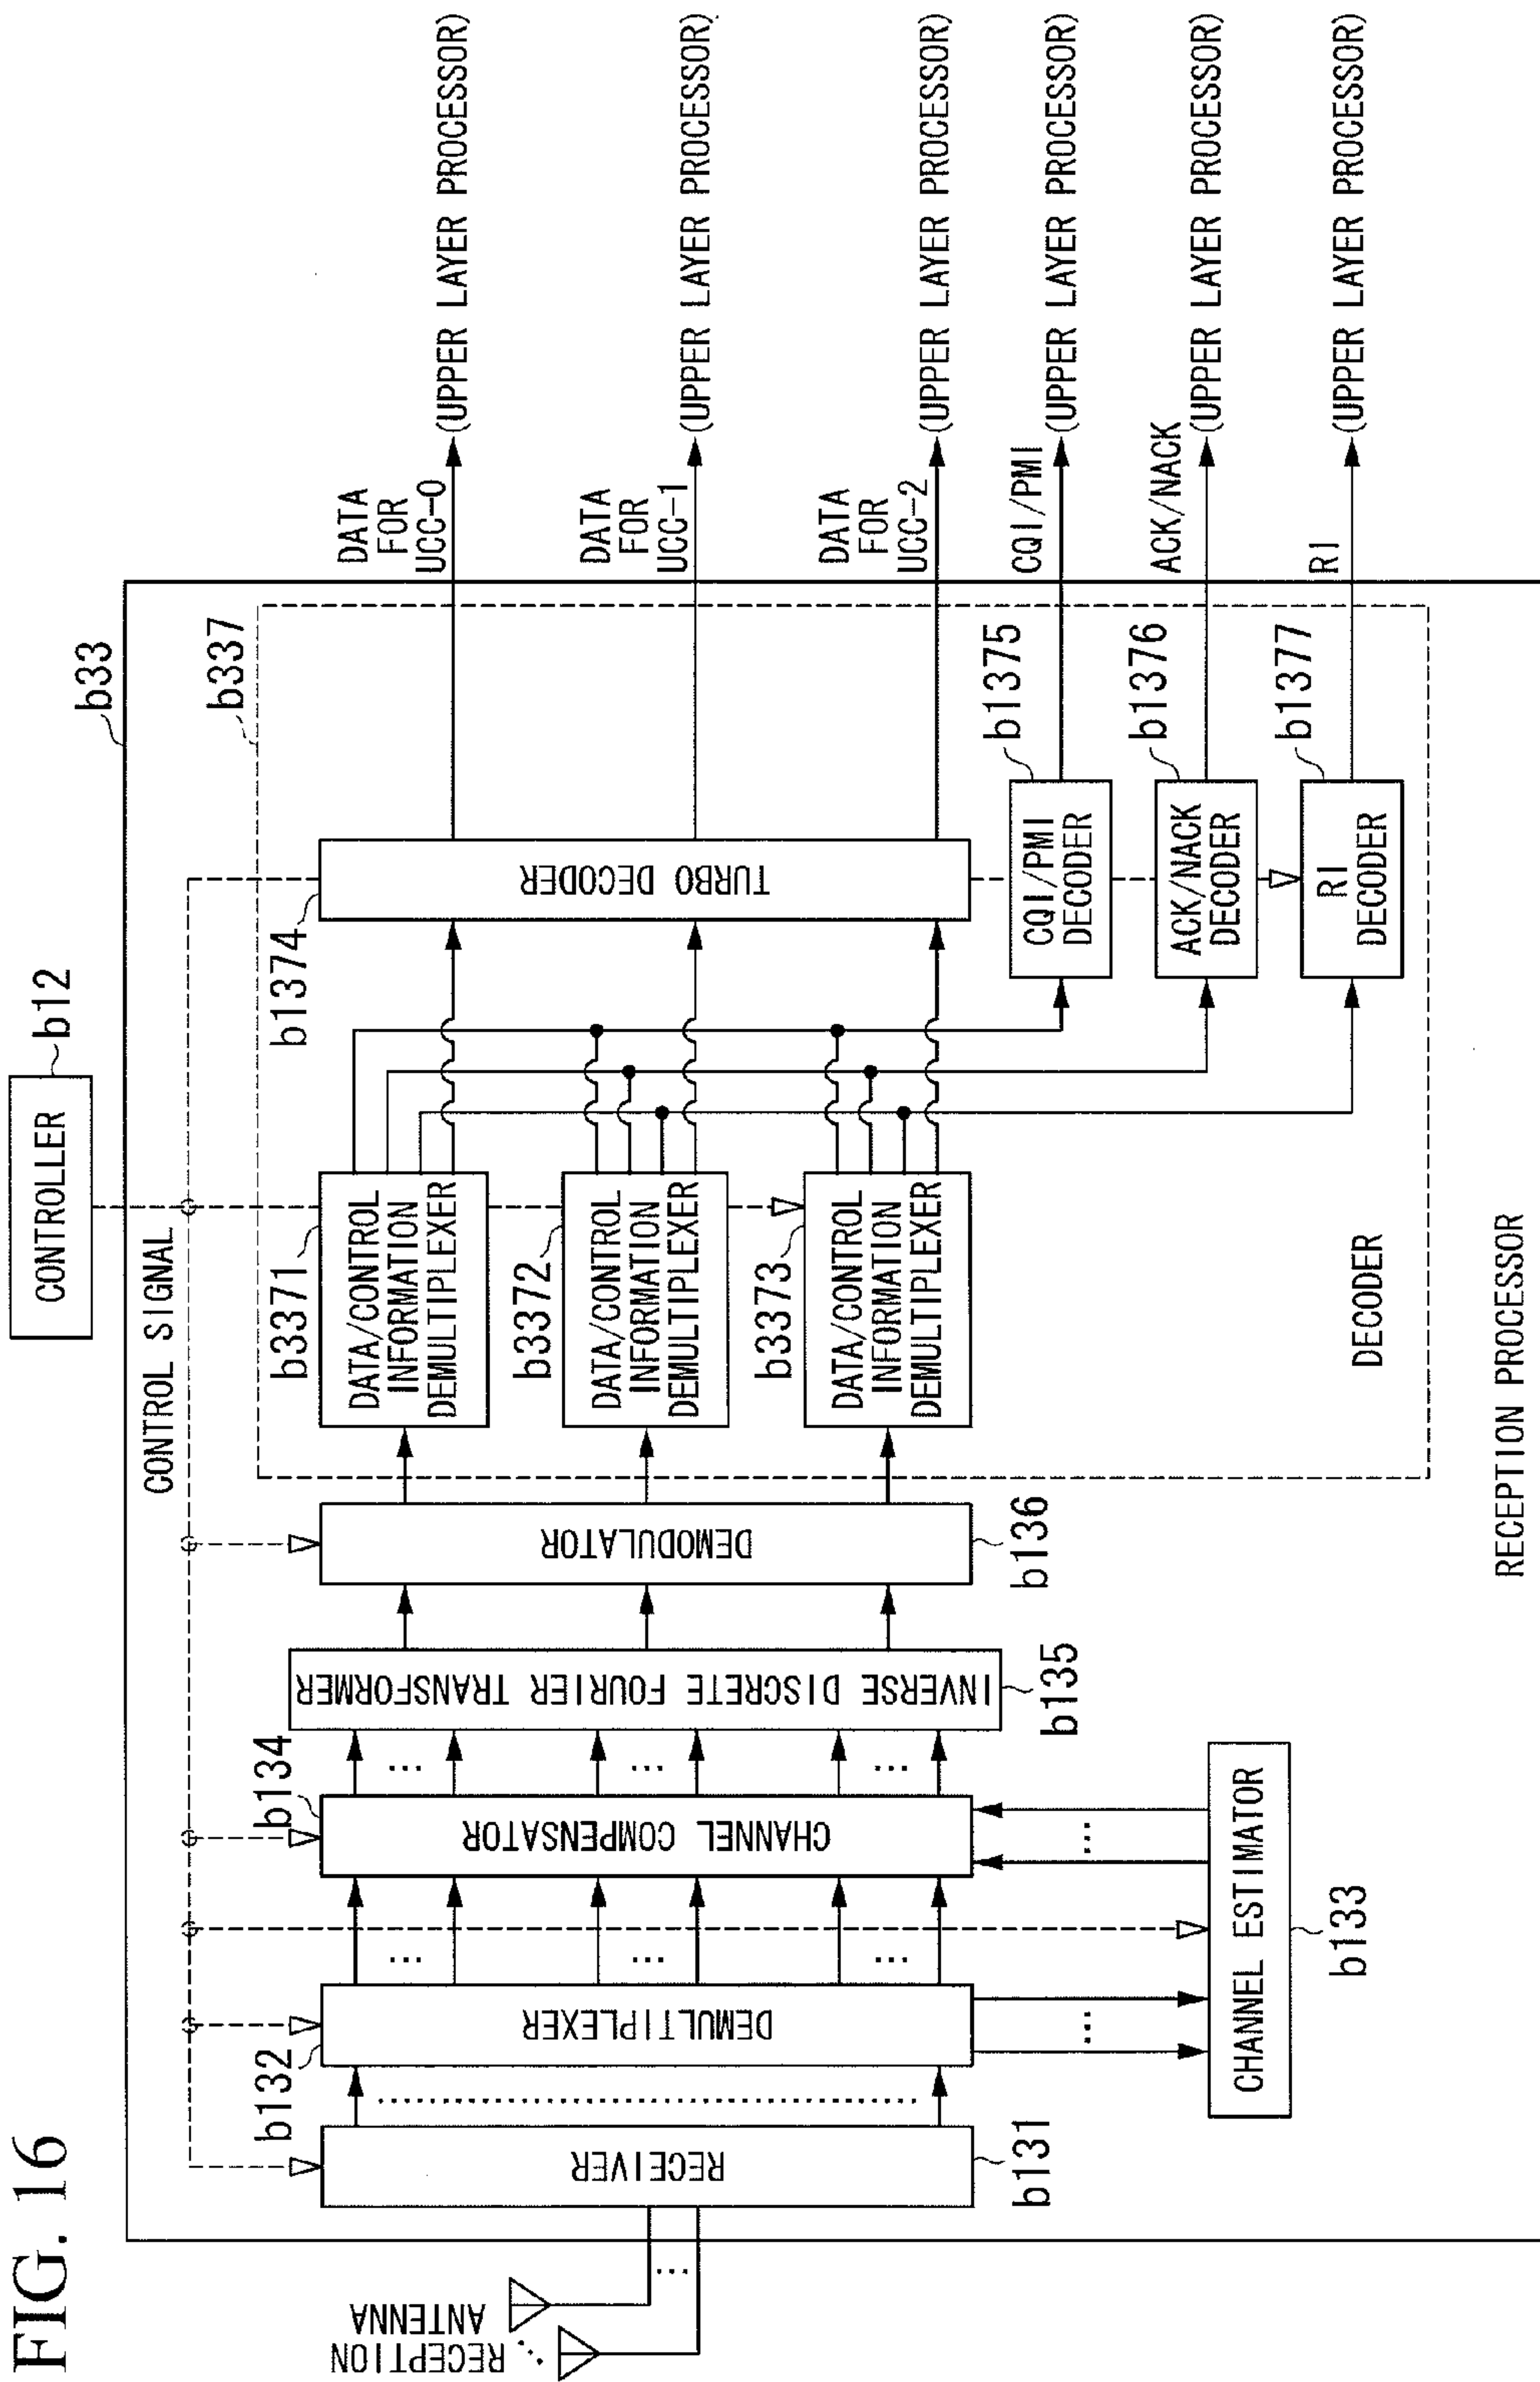 FIG. 16
CONTROLLER
b12
CONTROL SIGNAL
b33
RECEPTION
ANTENNA
RECEIVER
b131
DEMULTIPLEXER
b132
CHANNEL ESTIMATOR
b133
CHANNEL COMPENSATOR
b134
INVERSE DISCRETE FOURIER TRANSFORMER
b135
DEMODULATOR
b136
b337
b3371
DATA/CONTROL
INFORMATION
DEMULTIPLEXER
b3372
DATA/CONTROL
INFORMATION
DEMULTIPLEXER
b3373
DATA/CONTROL
INFORMATION
DEMULTIPLEXER
b1374
TURBO DECODER
b1375
CQI/PMI
DECODER
b1376
ACK/NACK
DECODER
b1377
RI
DECODER
DECODER
RECEPTION PROCESSOR
DATA
FOR
UCC-0
(UPPER LAYER PROCESSOR)
DATA
FOR
UCC-1
(UPPER LAYER PROCESSOR)
DATA
FOR
UCC-2
(UPPER LAYER PROCESSOR)
CQI/PMI
(UPPER LAYER PROCESSOR)
ACK/NACK
(UPPER LAYER PROCESSOR)
RI
(UPPER LAYER PROCESSOR)